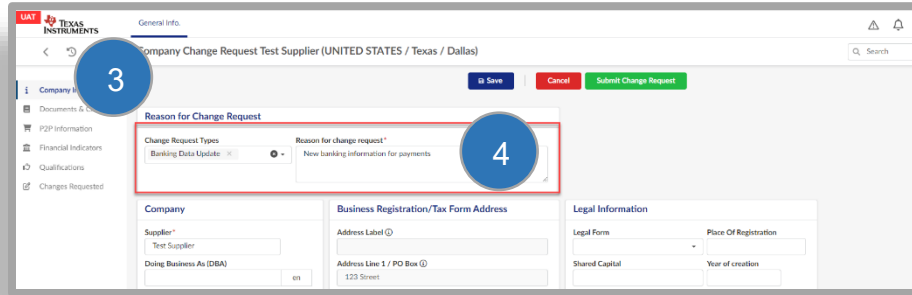 UAT
TEXAS INSTRUMENTS
General Info.
Company Change Request Test Supplier (UNITED STATES / Texas / Dallas)
Search
3
Save
Cancel
Submit Change Request
Company
Documents &
P2P Information
Financial Indicators
Qualifications
Changes Requested
Reason for Change Request
Change Request Types
Reason for change request*
Banking Data Update
New banking information for payments
4
Company
Business Registration/Tax Form Address
Legal Information
Supplier*
Address Label
Legal Form
Place Of Registration
Test Supplier
Doing Business As (DBA)
Address Line 1 / PO Box
Shared Capital
Year of creation
en
123 Street